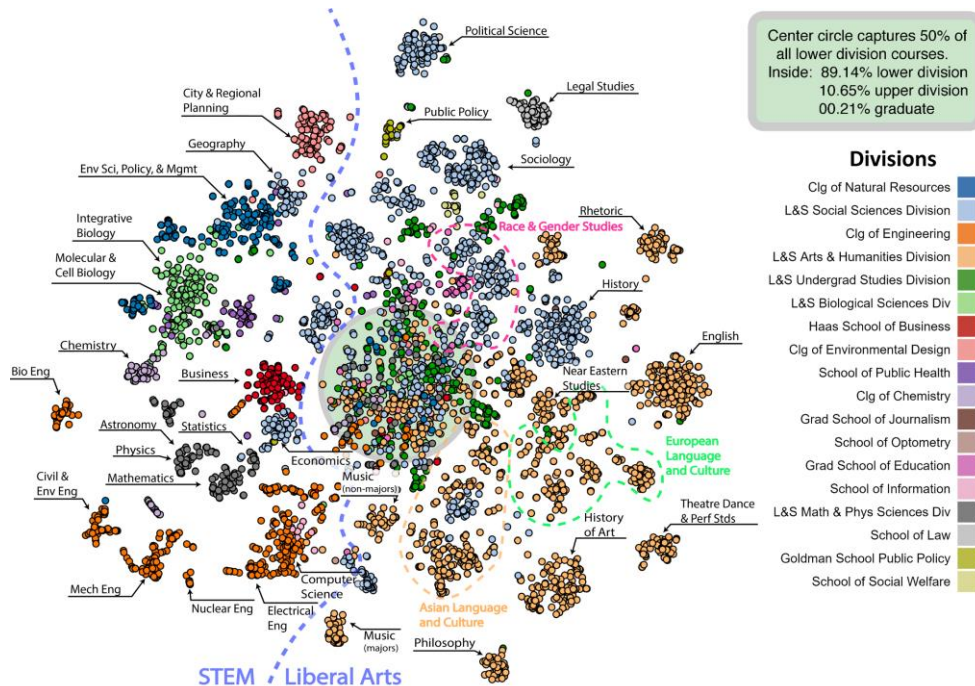 Political Science
City & Regional
Planning
Public Policy
Legal Studies
Geography
Sociology
Env Sci, Policy, & Mgmt
Integrative
Biology
Molecular &
Cell Biology
Race & Gender Studies
Rhetoric
History
Chemistry
Business
Near Eastern
Studies
English
Bio Eng
Astronomy
Statistics
Physics
Economics
Mathematics
Music
(non-majors)
European
Language
and Culture
Civil &
Env Eng
History
of Art
Theatre Dance
& Perf Stds
Mech Eng
Nuclear Eng
Electrical
Eng
Computer
Science
Asian Language
and Culture
Music
(majors)
Philosophy
STEM
Liberal Arts
Center circle captures 50% of
all lower division courses.
Inside: 89.14% lower division
10.65% upper division
00.21% graduate
Divisions
Clg of Natural Resources
L&S Social Sciences Division
Clg of Engineering
L&S Arts & Humanities Division
L&S Undergrad Studies Division
L&S Biological Sciences Div
Haas School of Business
Clg of Environmental Design
School of Public Health
Clg of Chemistry
Grad School of Journalism
School of Optometry
Grad School of Education
School of Information
L&S Math & Phys Sciences Div
School of Law
Goldman School Public Policy
School of Social Welfare